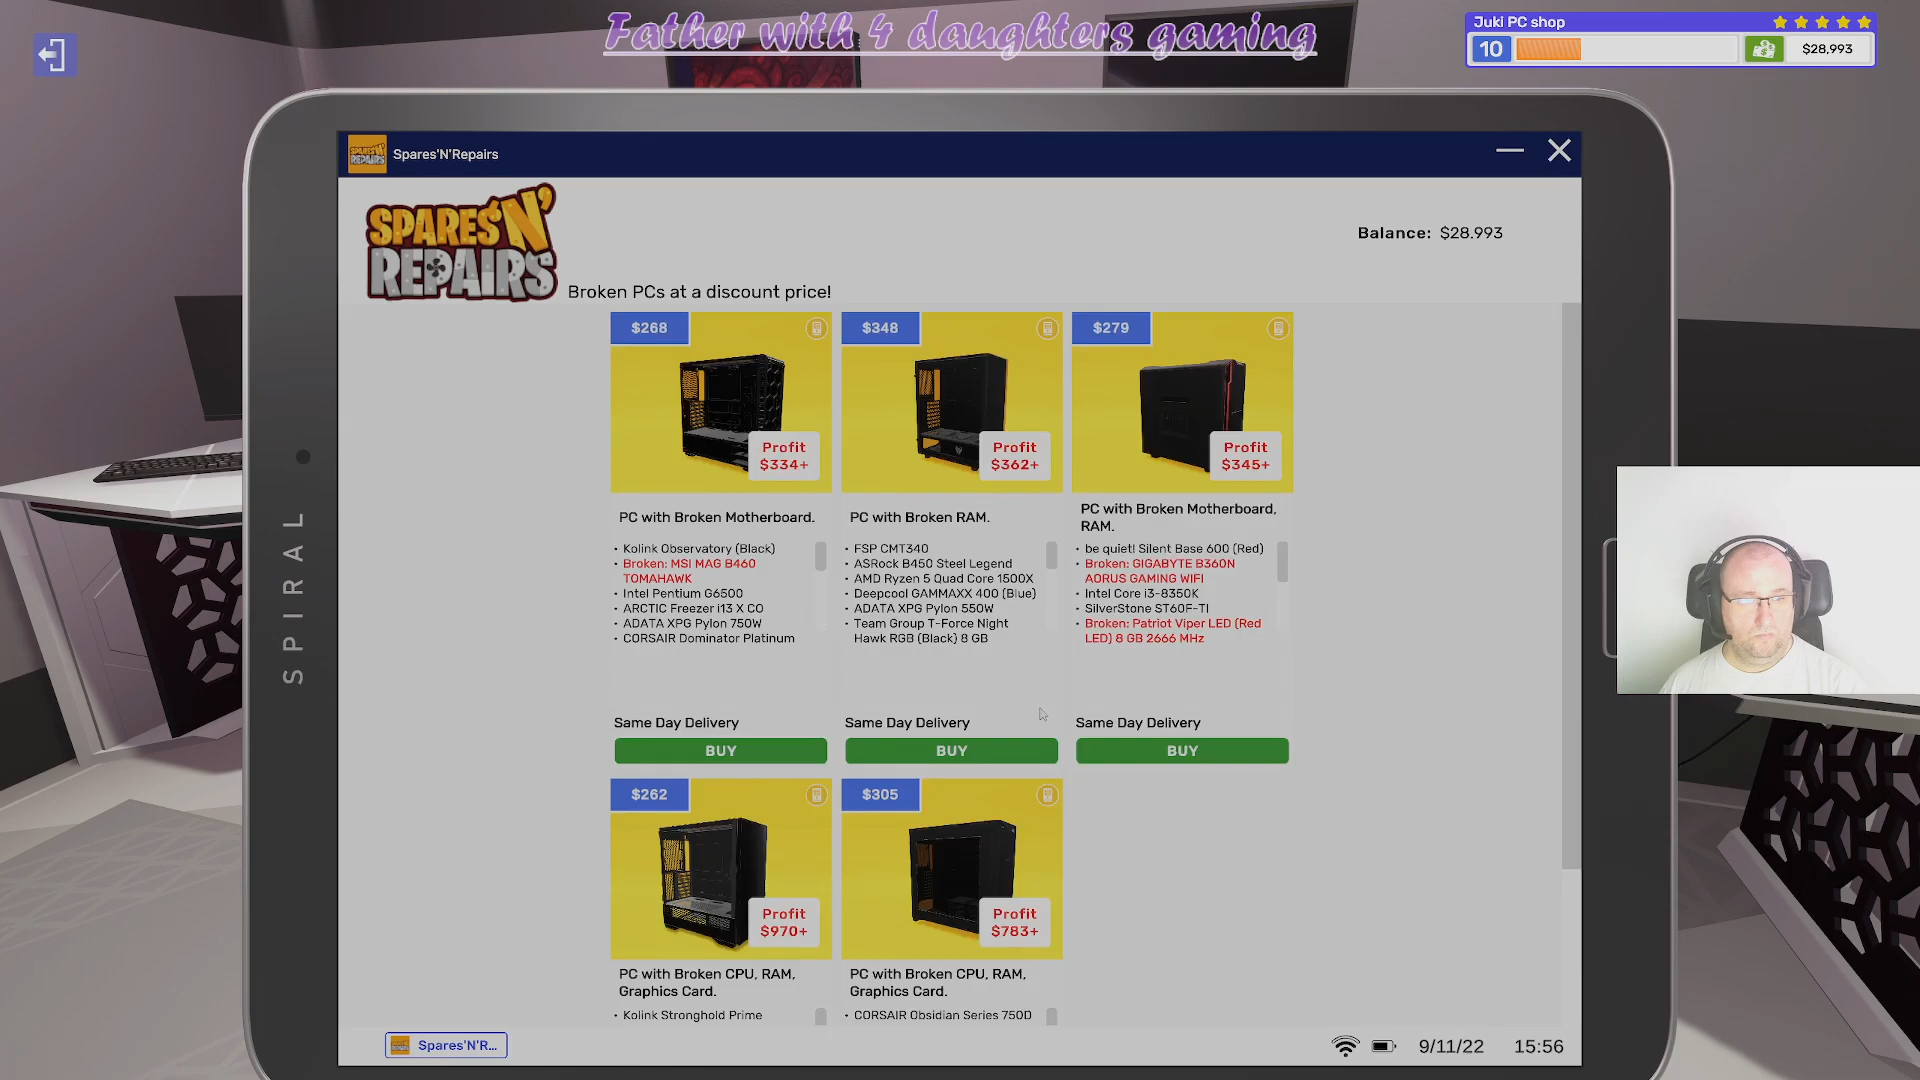 Father with 4 daughters gaming
Juki PC shop
10
$28,993
SPARES N' REPAIRS
Spares'N'Repairs
SPARES N'
REPAIRS
Balance: $28.993
Broken PCs at a discount price!
$268
Profit
$334+
PC with Broken Motherboard.
• Kolink Observatory (Black)
• Broken: MSI MAG B460
TOMAHAWK
• Intel Pentium G6500
• ARCTIC Freezer i13 X CO
• ADATA XPG Pylon 750W
• CORSAIR Dominator Platinum
Same Day Delivery
BUY
$348
Profit
$362+
PC with Broken RAM.
• FSP CMT340
• ASRock B450 Steel Legend
• AMD Ryzen 5 Quad Core 1500X
• Deepcool GAMMAXX 400 (Blue)
• ADATA XPG Pylon 550W
• Team Group T-Force Night
Hawk RGB (Black) 8 GB
Same Day Delivery
BUY
$279
Profit
$345+
PC with Broken Motherboard,
RAM.
• be quiet! Silent Base 600 (Red)
• Broken: GIGABYTE B360N
AORUS GAMING WIFI
• Intel Core i3-8350K
• SilverStone ST60F-TI
• Broken: Patriot Viper LED (Red
LED) 8 GB 2666 MHz
Same Day Delivery
BUY
$262
Profit
$970+
PC with Broken CPU, RAM,
Graphics Card.
• Kolink Stronghold Prime
$305
Profit
$783+
PC with Broken CPU, RAM,
Graphics Card.
• CORSAIR Obsidian Series 750D
SPIRAL
Spares'N'R...
9/11/22
15:56